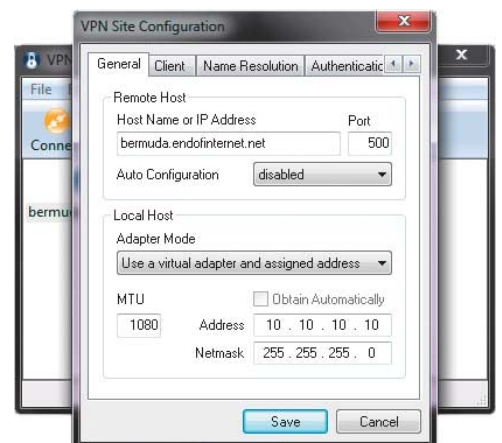 VPN Site Configuration
x
VPN
x
File
Conne
bermu
General Client Name Resolution Authenticatic
Remote Host
Host Name or IP Address Port
bermuda.endofinternet.net 500
Auto Configuration disabled
Local Host
Adapter Mode
Use a virtual adapter and assigned address
MTU Obtain Automatically
1080 Address 10 . 10 . 10 . 10
Netmask 255 . 255 . 255 . 0
Save Cancel